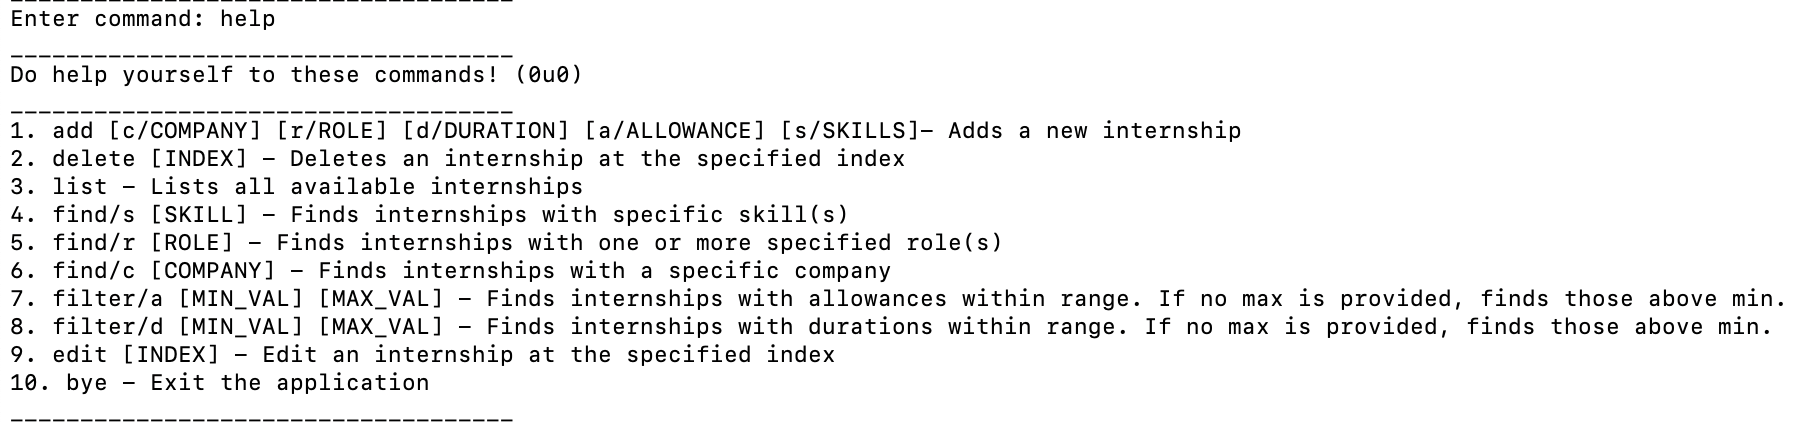 ____________________________________
Enter command: help
____________________________________
Do help yourself to these commands! (0u0)
____________________________________
1. add [c/COMPANY] [r/ROLE] [d/DURATION] [a/ALLOWANCE] [s/SKILLS]– Adds a new internship
2. delete [INDEX] – Deletes an internship at the specified index
3. list – Lists all available internships
4. find/s [SKILL] – Finds internships with specific skill(s)
5. find/r [ROLE] – Finds internships with one or more specified role(s)
6. find/c [COMPANY] – Finds internships with a specific company
7. filter/a [MIN_VAL] [MAX_VAL] – Finds internships with allowances within range. If no max is provided, finds those above min.
8. filter/d [MIN_VAL] [MAX_VAL] – Finds internships with durations within range. If no max is provided, finds those above min.
9. edit [INDEX] – Edit an internship at the specified index
10. bye – Exit the application
____________________________________